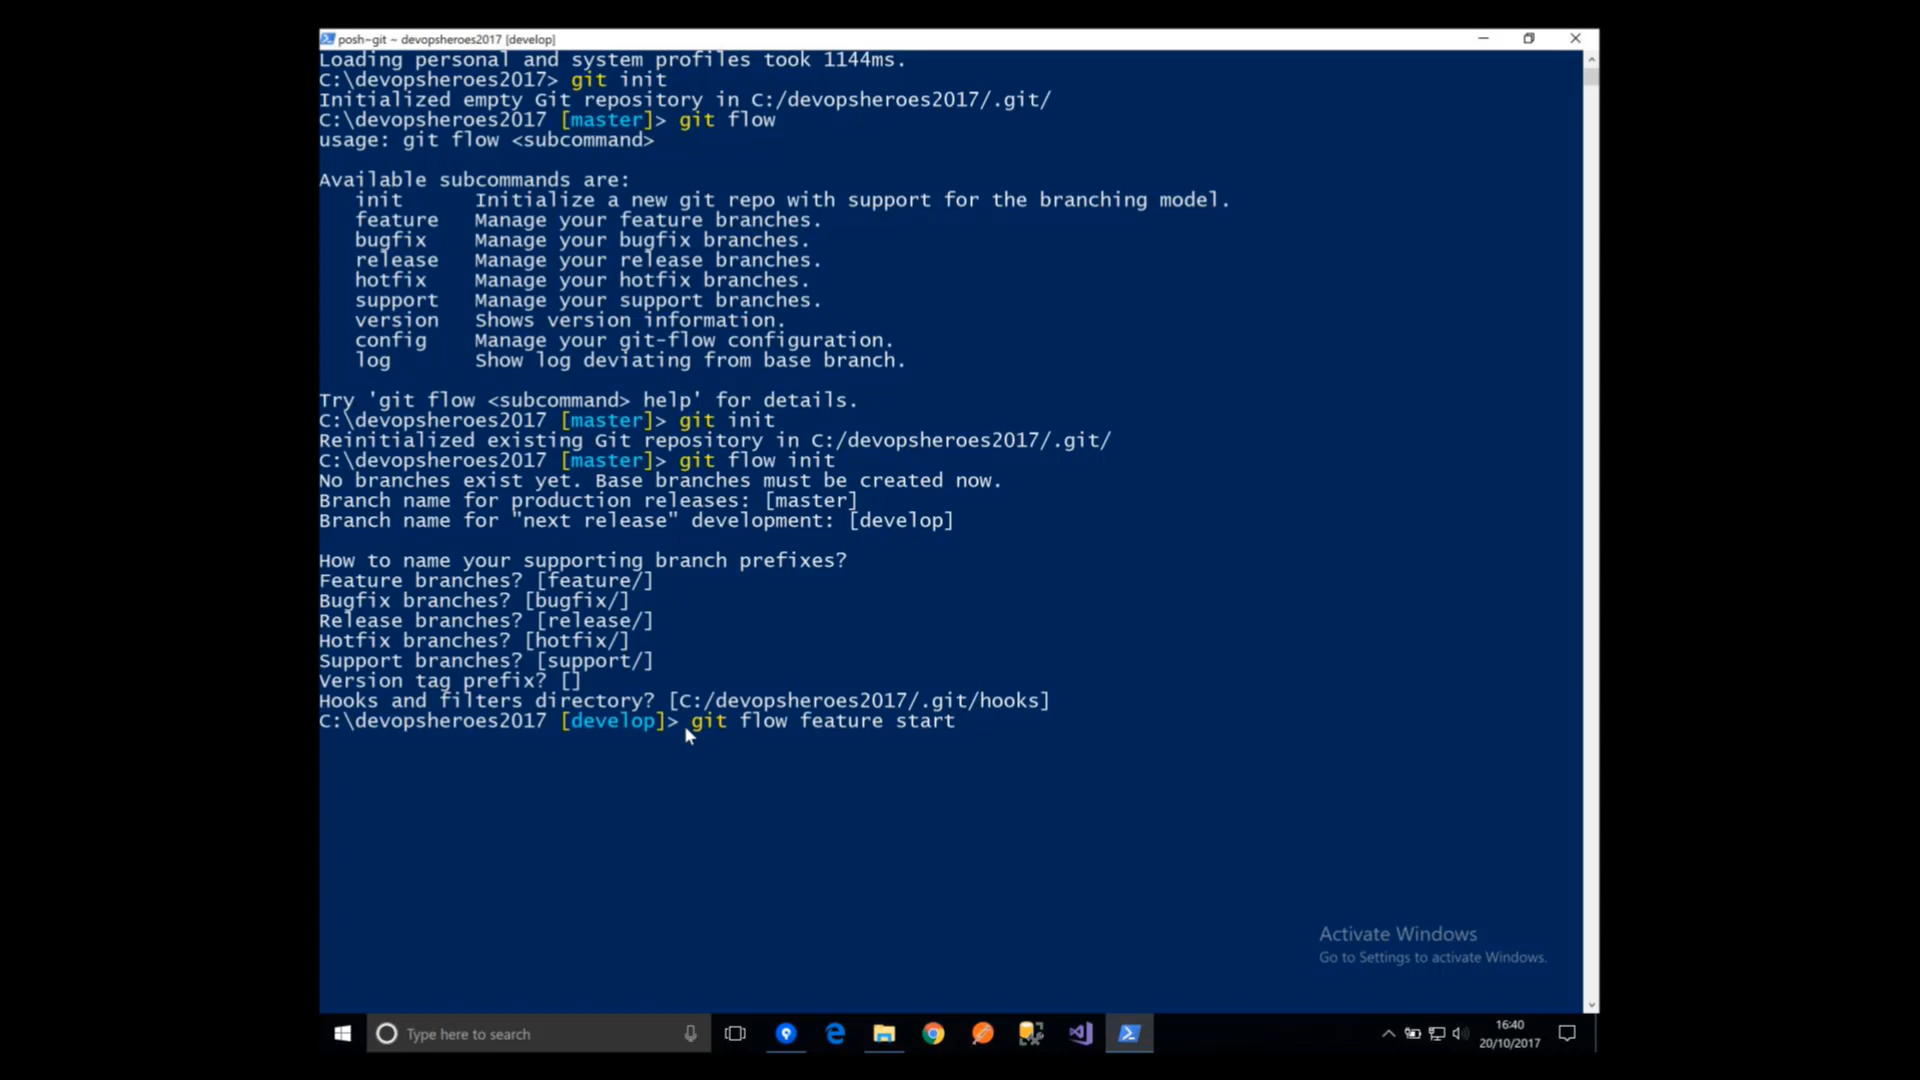 posh~git ~ devopsheroes2017 [develop]
Loading personal and system profiles took 1144ms.
C:\devopsheroes2017> git init
Initialized empty Git repository in C:/devopsheroes2017/.git/
C:\devopsheroes2017 [master]> git flow
usage: git flow <subcommand>
Available subcommands are:
init Initialize a new git repo with support for the branching model.
feature Manage your feature branches.
bugfix Manage your bugfix branches.
release Manage your release branches.
hotfix Manage your hotfix branches.
support Manage your support branches.
version Shows version information.
config Manage your git-flow configuration.
log Show log deviating from base branch.
Try 'git flow <subcommand> help' for details.
C:\devopsheroes2017 [master]> git init
Reinitialized existing Git repository in C:/devopsheroes2017/.git/
C:\devopsheroes2017 [master]> git flow init
No branches exist yet. Base branches must be created now.
Branch name for production releases: [master]
Branch name for "next release" development: [develop]
How to name your supporting branch prefixes?
Feature branches? [feature/]
Bugfix branches? [bugfix/]
Release branches? [release/]
Hotfix branches? [hotfix/]
Support branches? [support/]
Version tag prefix? []
Hooks and filters directory? [C:/devopsheroes2017/.git/hooks]
C:\devopsheroes2017 [develop]> git flow feature start
Activate Windows
Go to Settings to activate Windows.
Type here to search
16:40
20/10/2017